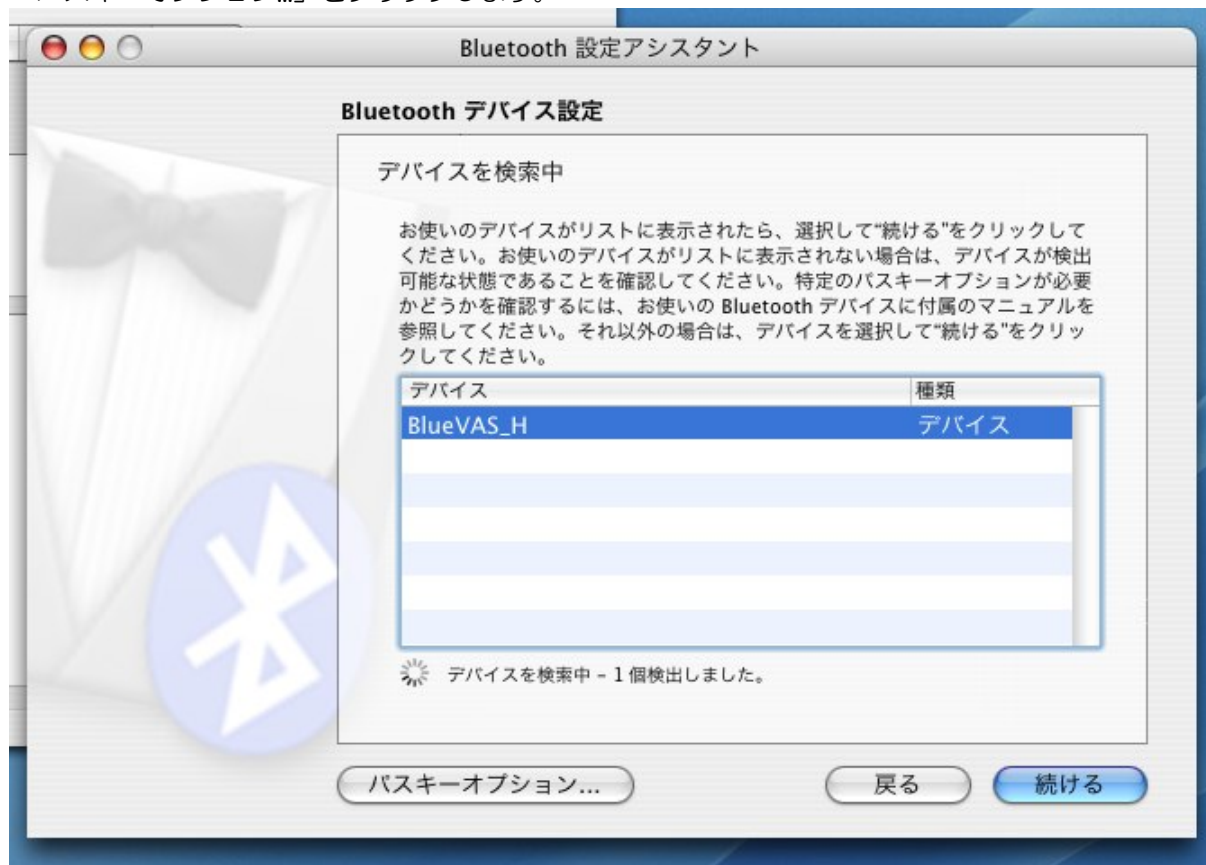 Bluetooth 設定アシスタント
Bluetooth デバイス設定
デバイスを検索中
お使いのデバイスがリストに表示されたら、選択して“続ける”をクリックして
ください。お使いのデバイスがリストに表示されない場合は、デバイスが検出
可能な状態であることを確認してください。特定のパスキーオプションが必要
かどうかを確認するには、お使いの Bluetooth デバイスに付属のマニュアルを
参照してください。それ以外の場合は、デバイスを選択して“続ける”をクリッ
クしてください。
デバイス 種類
BlueVAS_H デバイス
デバイスを検索中 – 1 個検出しました。
パスキーオプション... 戻る 続ける